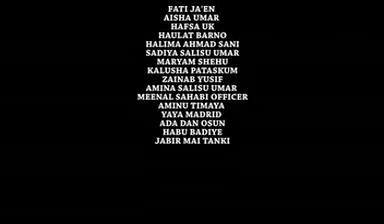 FATI JA'EN
AISHA UMAR
HAFSA UK
HAULAT BARNO
HALIMA AHMAD SANI
SADIYA SALISU UMAR
MARYAM SHEHU
KALUSHA PATASKUM
ZAINAB YUSIF
AMINA SALISU UMAR
MEENAL SAHABI OFFICER
AMINU TIMAYA
YAYA MADRID
ADA DAN OSUN
HABU BADIYE
JABIR MAI TANKI